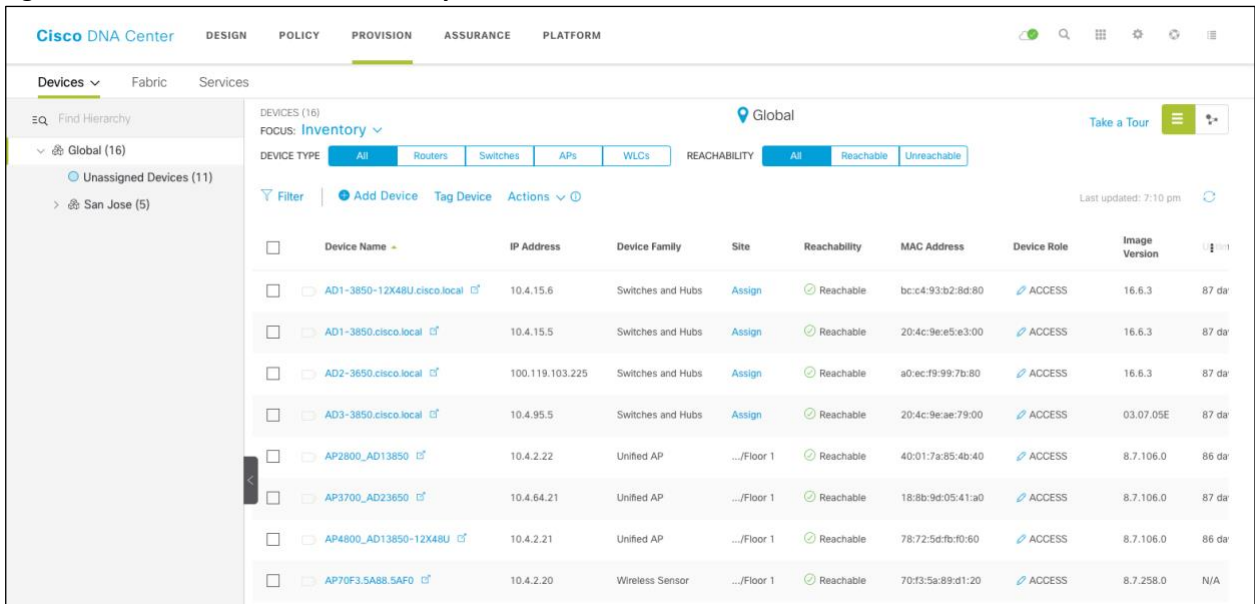 Cisco DNA Center DESIGN POLICY PROVISION ASSURANCE PLATFORM
Devices Fabric Services
Find Hierarchy
Global (16)
Unassigned Devices (11)
San Jose (5)
DEVICES (16)
FOCUS: Inventory
Global
Take a Tour
DEVICE TYPE All Routers Switches APs WLCs REACHABILITY All Reachable Unreachable
Filter Add Device Tag Device Actions Last updated: 7:10 pm
Device Name IP Address Device Family Site Reachability MAC Address Device Role Image Version
AD1-3850-12X48U.cisco.local 10.4.15.6 Switches and Hubs Assign Reachable bc:c4:93:b2:8d:80 ACCESS 16.6.3 87 da
AD1-3850.cisco.local 10.4.15.5 Switches and Hubs Assign Reachable 20:4c:9e:e5:e3:00 ACCESS 16.6.3 87 da
AD2-3650.cisco.local 100.119.103.225 Switches and Hubs Assign Reachable a0:ec:f9:99:7b:80 ACCESS 16.6.3 87 da
AD3-3850.cisco.local 10.4.95.5 Switches and Hubs Assign Reachable 20:4c:9e:ae:79:00 ACCESS 03.07.05E 87 da
AP2800_AD13850 10.4.2.22 Unified AP .../Floor 1 Reachable 40:01:7a:85:4b:40 ACCESS 8.7.106.0 86 da
AP3700_AD23650 10.4.64.21 Unified AP .../Floor 1 Reachable 18:8b:9d:05:41:a0 ACCESS 8.7.106.0 87 da
AP4800_AD13850-12X48U 10.4.2.21 Unified AP .../Floor 1 Reachable 78:72:5d:fb:f0:60 ACCESS 8.7.106.0 86 da
AP70F3.5A88.5AF0 10.4.2.20 Wireless Sensor .../Floor 1 Reachable 70:f3:5a:89:d1:20 ACCESS 8.7.258.0 N/A